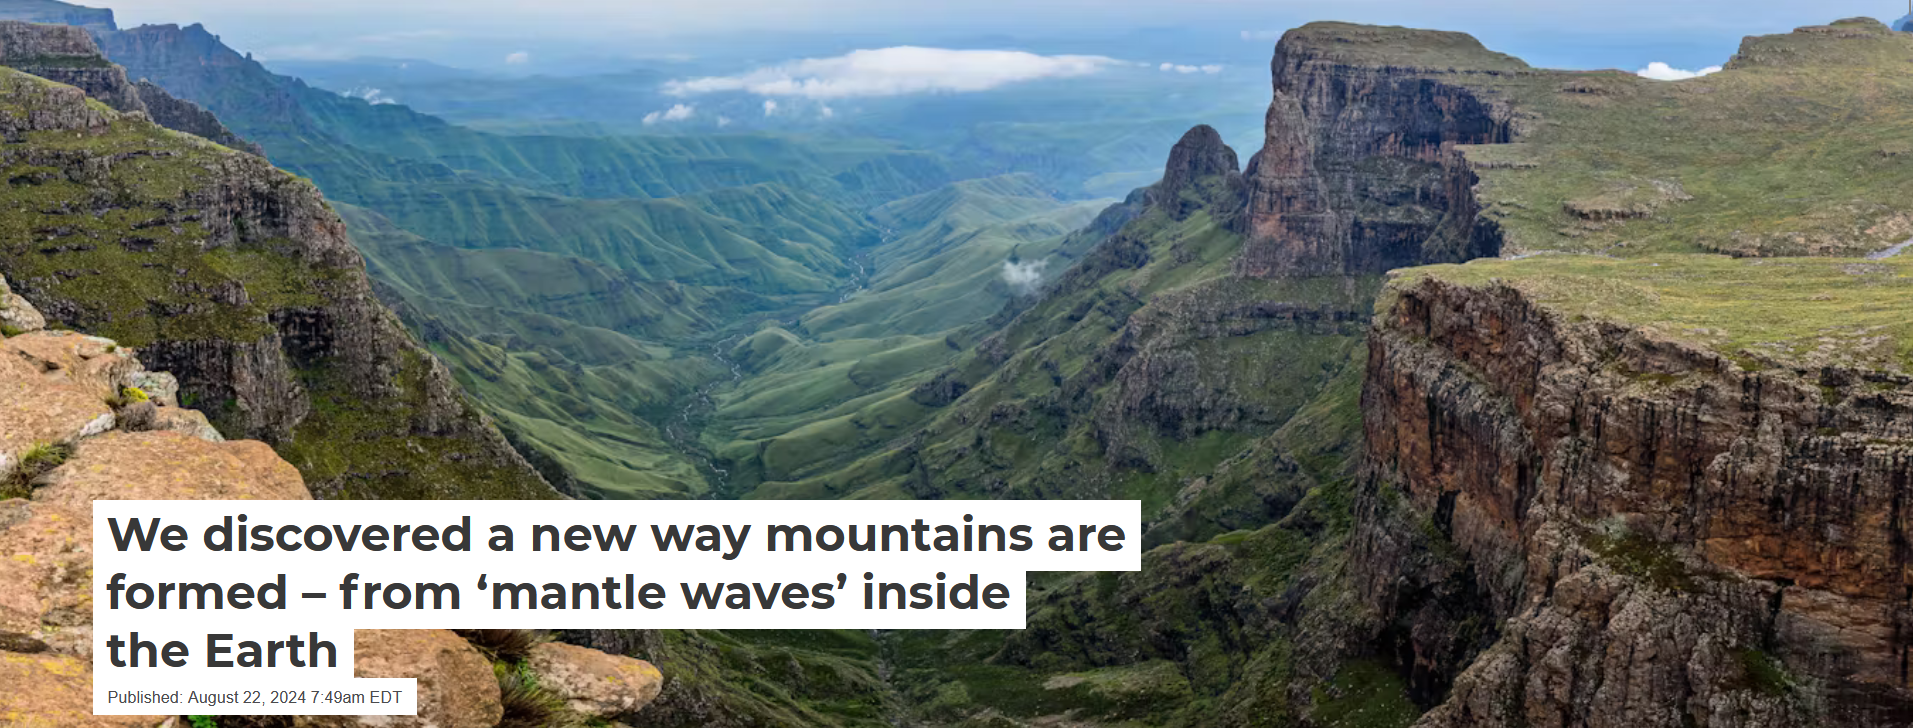 We discovered a new way mountains are
formed – from ‘mantle waves’ inside
the Earth
Published: August 22, 2024 7:49am EDT